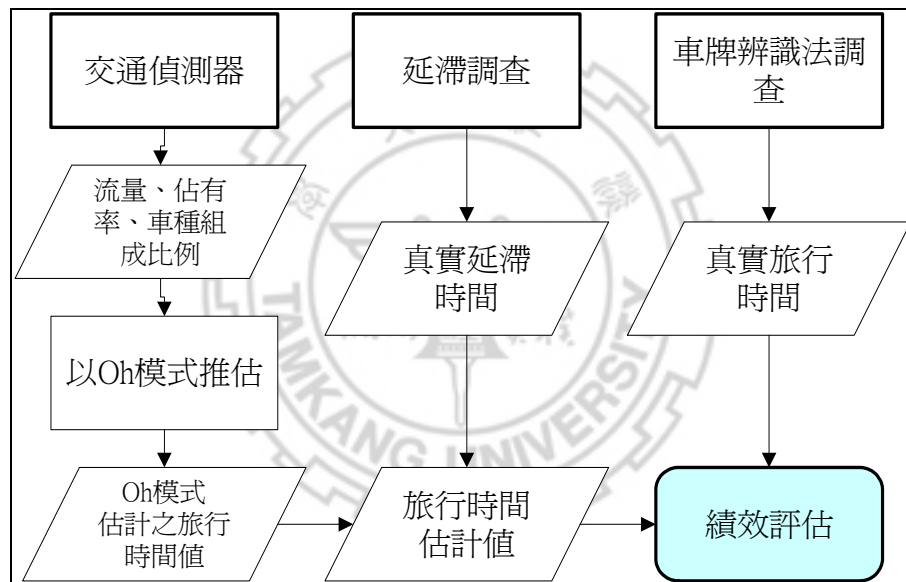 交通偵測器
延滯調查
車牌辨識法調
查
流量、佔有
率、車種組
成比例
真實延滯
時間
真實旅行
時間
以Oh模式推估
Oh模式
估計之旅行
時間值
旅行時間
估計值
績效評估
TAMKANG UNIVERSITY